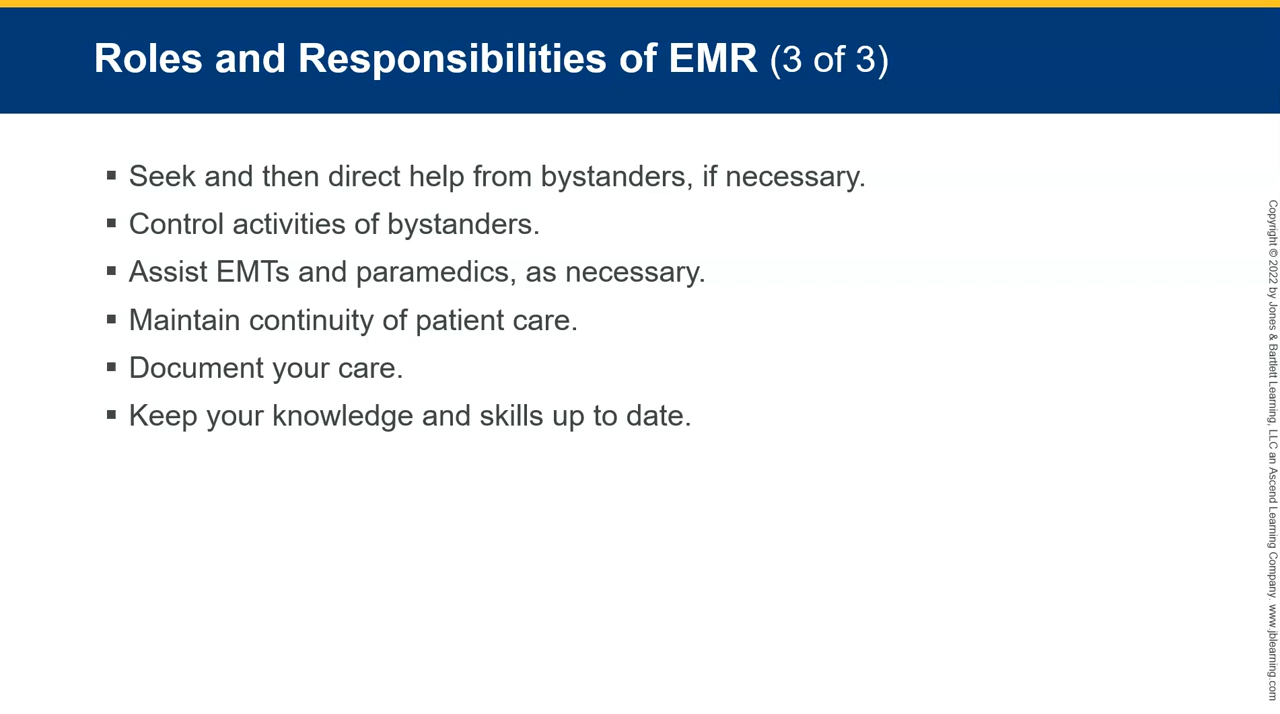 Roles and Responsibilities of EMR (3 of 3)
▪ Seek and then direct help from bystanders, if necessary.
▪ Control activities of bystanders.
▪ Assist EMTs and paramedics, as necessary.
▪ Maintain continuity of patient care.
▪ Document your care.
▪ Keep your knowledge and skills up to date.
Copyright © 2022 by Jones & Bartlett Learning, LLC an Ascend Learning Company. www.jblearning.com